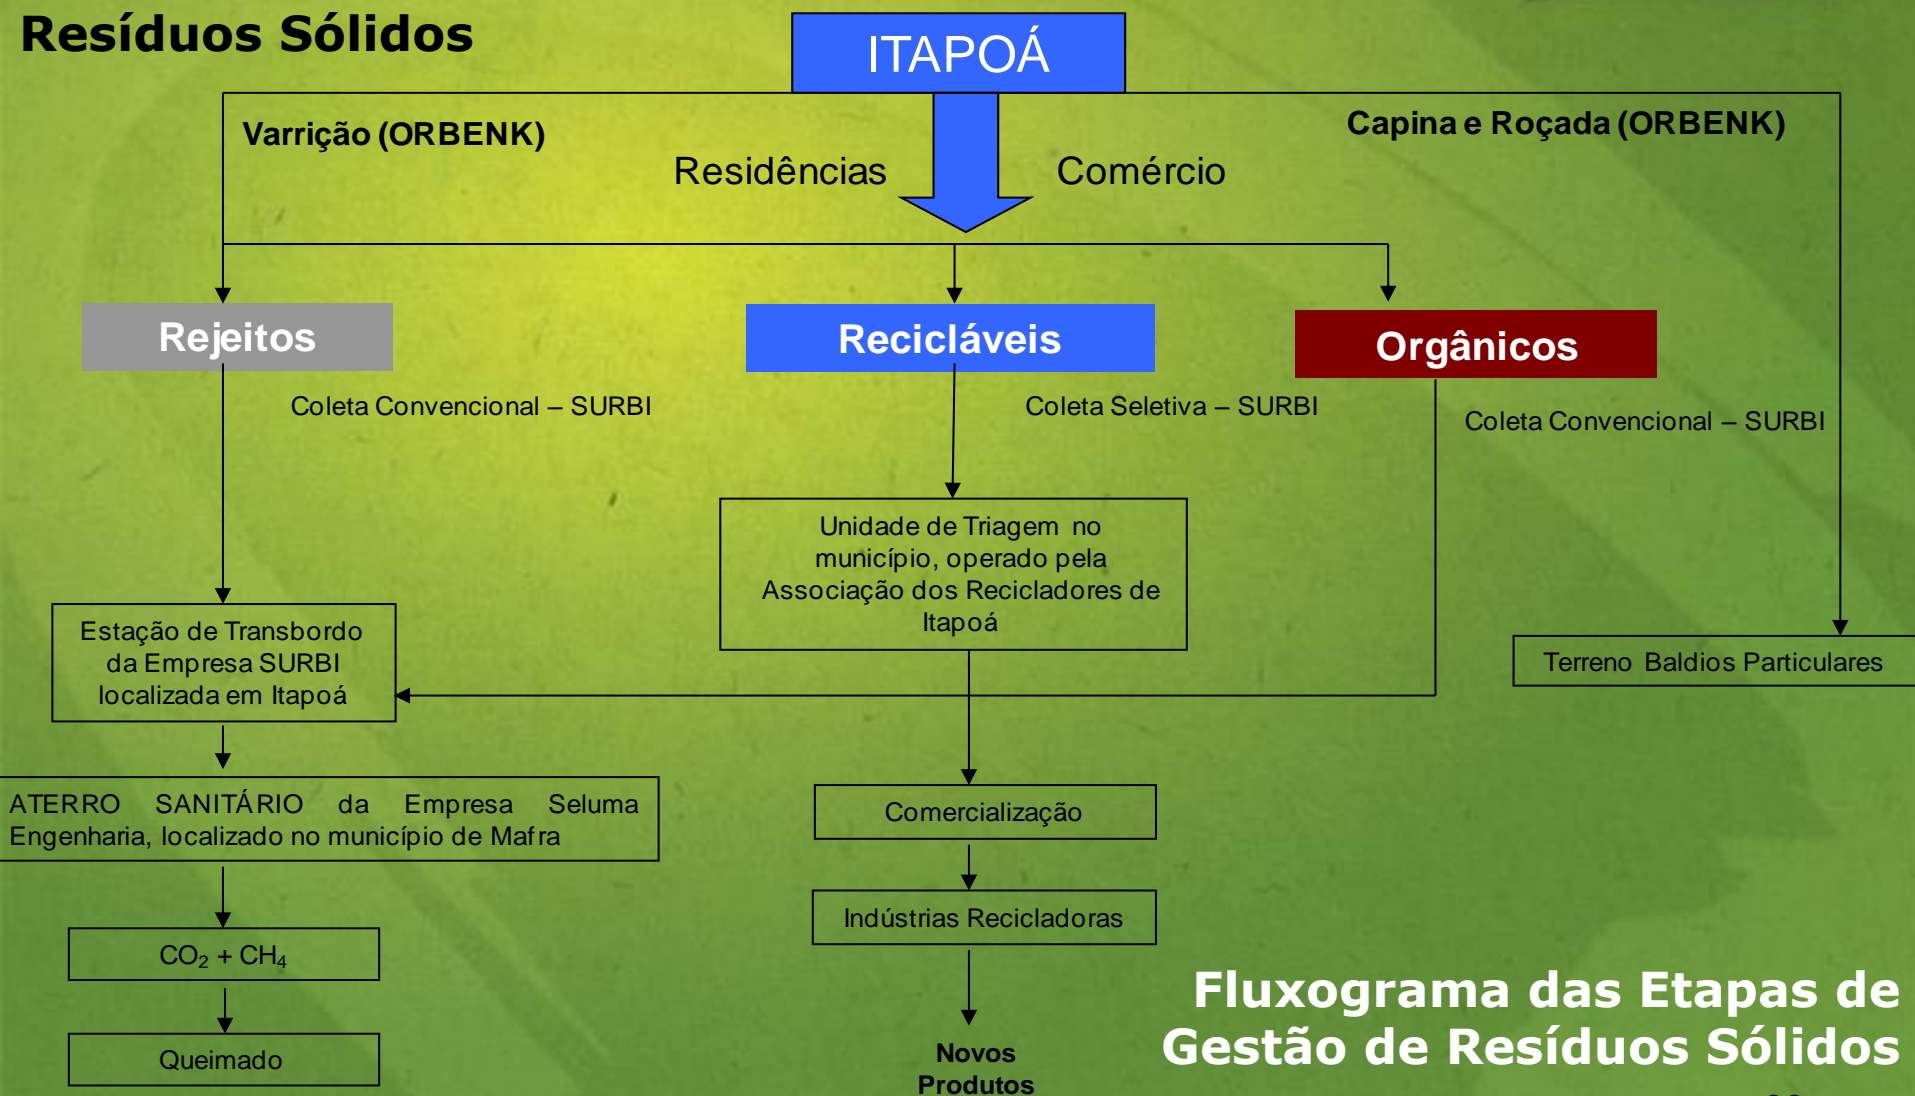 Resíduos Sólidos
ITAPOÁ
Varrição (ORBENK)
Capina e Roçada (ORBENK)
Residências
Comércio
Rejeitos
Recicláveis
Orgânicos
Coleta Convencional – SURBI
Coleta Seletiva – SURBI
Coleta Convencional – SURBI
Unidade de Triagem no
município, operado pela
Associação dos Recicladores de
Itapoá
Estação de Transbordo
da Empresa SURBI
localizada em Itapoá
Terreno Baldios Particulares
ATERRO SANITÁRIO da Empresa Seluma
Engenharia, localizado no município de Mafra
Comercialização
Indústrias Recicladoras
CO₂ + CH₄
Queimado
Novos
Produtos
Fluxograma das Etapas de
Gestão de Resíduos Sólidos